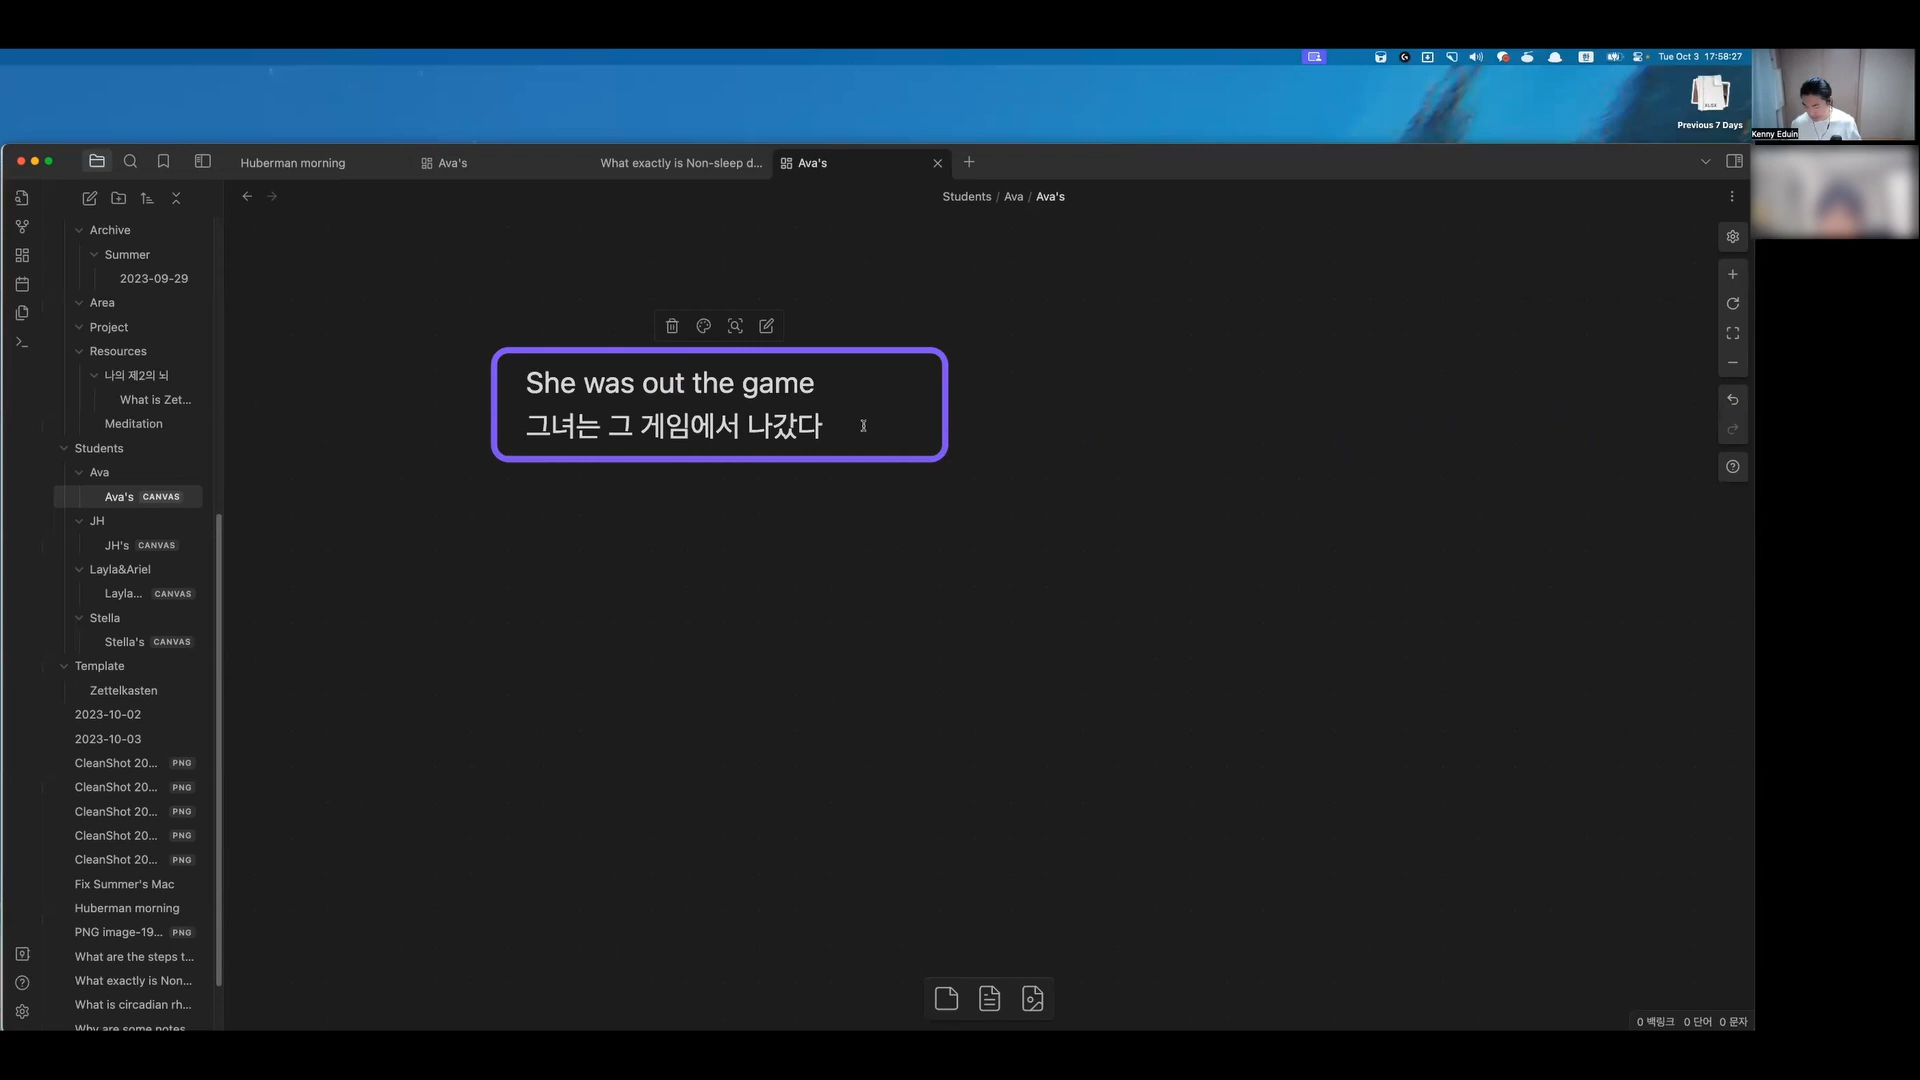 Tue Oct 3 17:58:27
Previous 7 Days
Kenny Eduin
Huberman morning
Ava's
What exactly is Non-sleep d...
Ava's
Students / Ava / Ava's
Archive
Summer
2023-09-29
Area
Project
Resources
나의 제2의 뇌
What is Zet...
Meditation
Students
Ava
Ava's CANVAS
JH
JH's CANVAS
Layla&Ariel
Layla... CANVAS
Stella
Stella's CANVAS
Template
Zettelkasten
2023-10-02
2023-10-03
CleanShot 20... PNG
CleanShot 20... PNG
CleanShot 20... PNG
CleanShot 20... PNG
CleanShot 20... PNG
Fix Summer's Mac
Huberman morning
PNG image-19... PNG
What are the steps t...
What exactly is Non...
What is circadian rh...
Why are some notes
She was out the game
그녀는 그 게임에서 나갔다
0 백링크 0 단어 0 문자